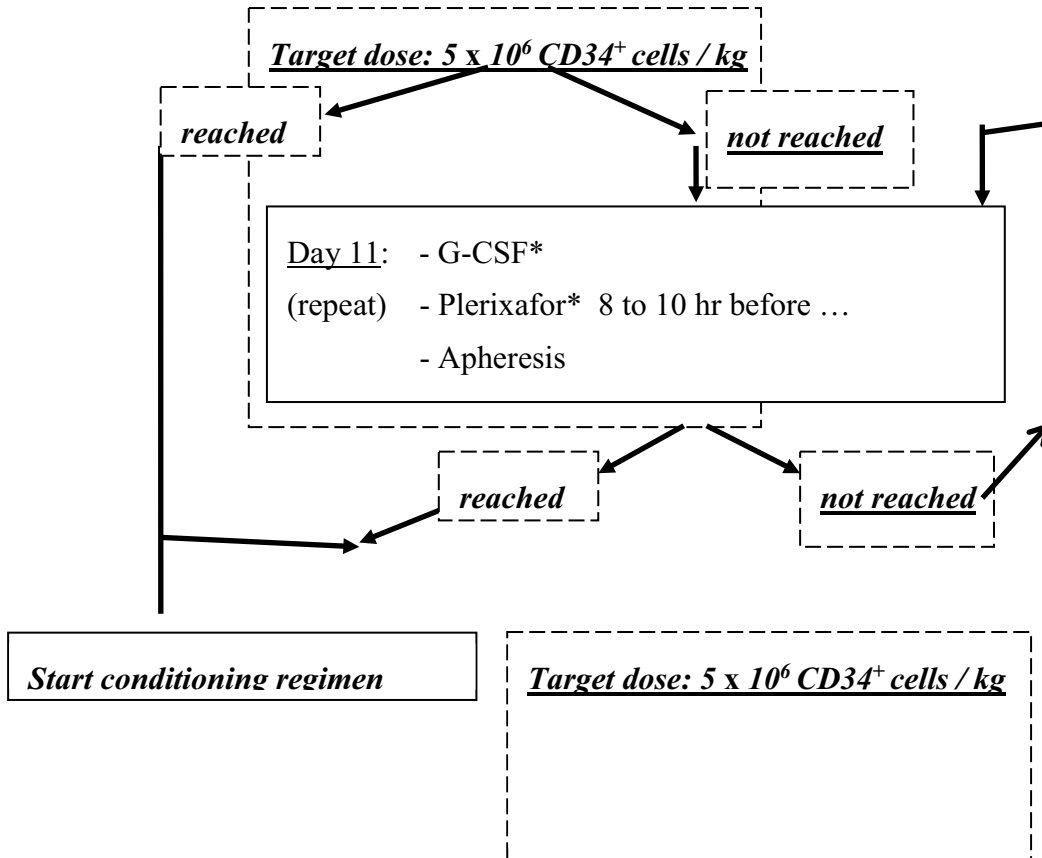 Target dose: 5 x 10⁶ CD34⁺ cells / kg
reached
not reached
Day 11: - G-CSF*
(repeat) - Plerixafor* 8 to 10 hr before …
- Apheresis
reached
not reached
Start conditioning regimen
Target dose: 5 x 10⁶ CD34⁺ cells / kg